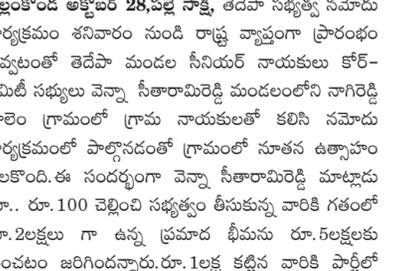 ల్లంకొండ అక్టోబర్ 28,పల్లె సాక్షి, తెదేపా సభ్యత్వ నమోదు
ార్యక్రమం శనివారం నుండి రాష్ట్ర వ్యాప్తంగా ప్రారంభం
వ్వటంతో తెదేపా మండల సీనియర్ నాయకులు కోర్-
మిటీ సభ్యులు వెన్నా సీతారామిరెడ్డి మండలంలోని నాగిరెడ్డి
ాలెం గ్రామంలో గ్రామ నాయకులతో కలిసి నమోదు
ార్యక్రమంలో పాల్గొనడంతో గ్రామంలో నూతన ఉత్సాహం
లకొంది.ఈ సందర్భంగా వెన్నా సీతారామిరెడ్డి మాట్లాడు
ూ.. రూ.100 చెల్లించి సభ్యత్వం తీసుకున్న వారికి గతంలో
ూ.2లక్షలు గా ఉన్న ప్రమాద భీమను రూ.5లక్షలకు
ంచటం జరిగిందన్నారు.రూ.1లక్ష కట్టిన వారికి పార్టీలో